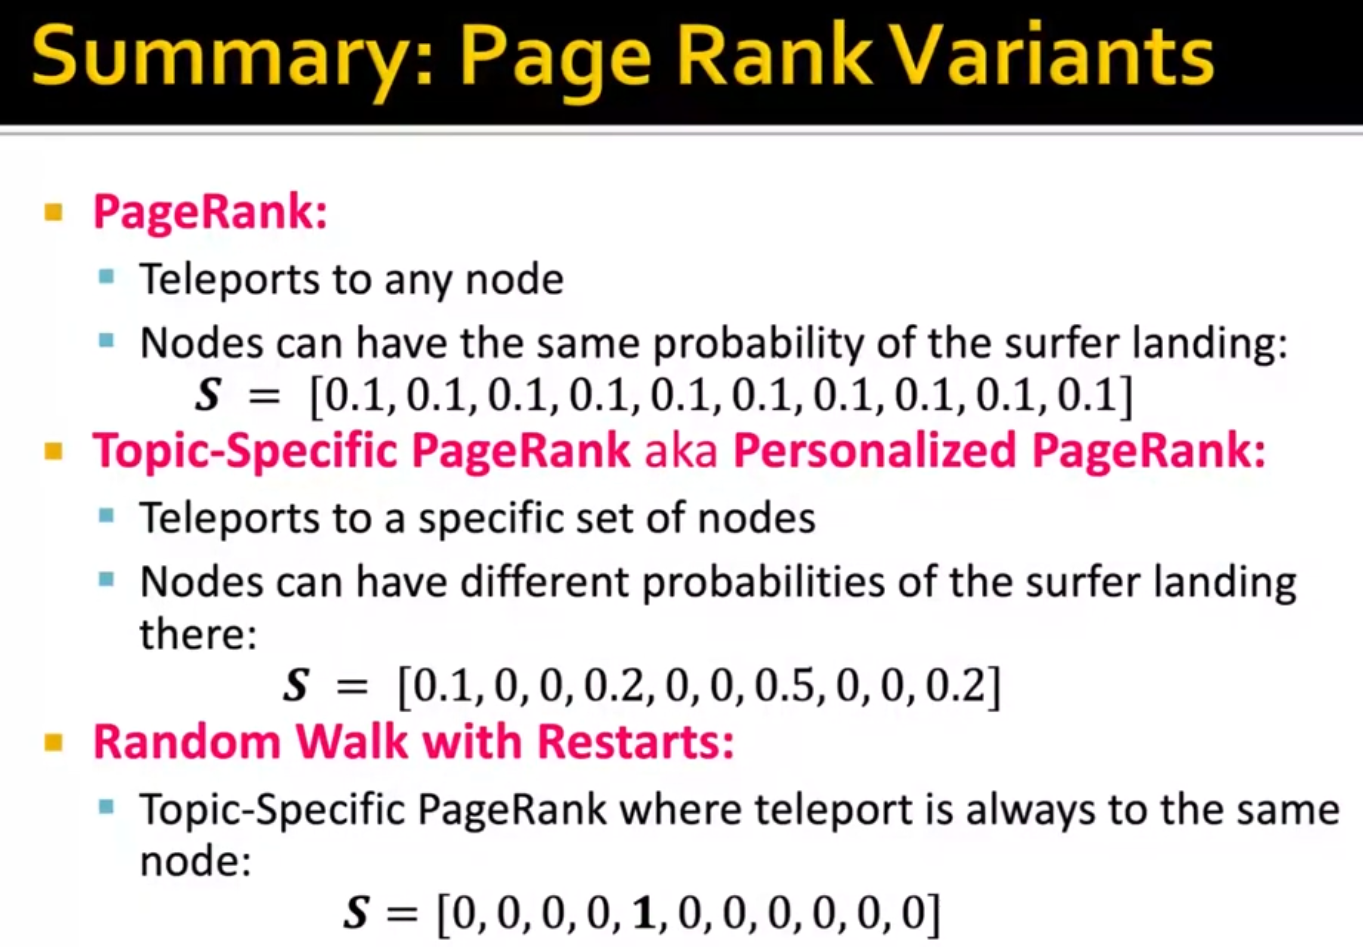 Summary: Page Rank Variants
PageRank:
Teleports to any node
Nodes can have the same probability of the surfer landing:
S = [0.1, 0.1, 0.1, 0.1, 0.1, 0.1, 0.1, 0.1, 0.1, 0.1]
Topic-Specific PageRank aka Personalized PageRank:
Teleports to a specific set of nodes
Nodes can have different probabilities of the surfer landing
there:
S = [0.1, 0, 0, 0.2, 0, 0, 0.5, 0, 0, 0.2]
Random Walk with Restarts:
Topic-Specific PageRank where teleport is always to the same
node:
S = [0, 0, 0, 0, 1, 0, 0, 0, 0, 0, 0]